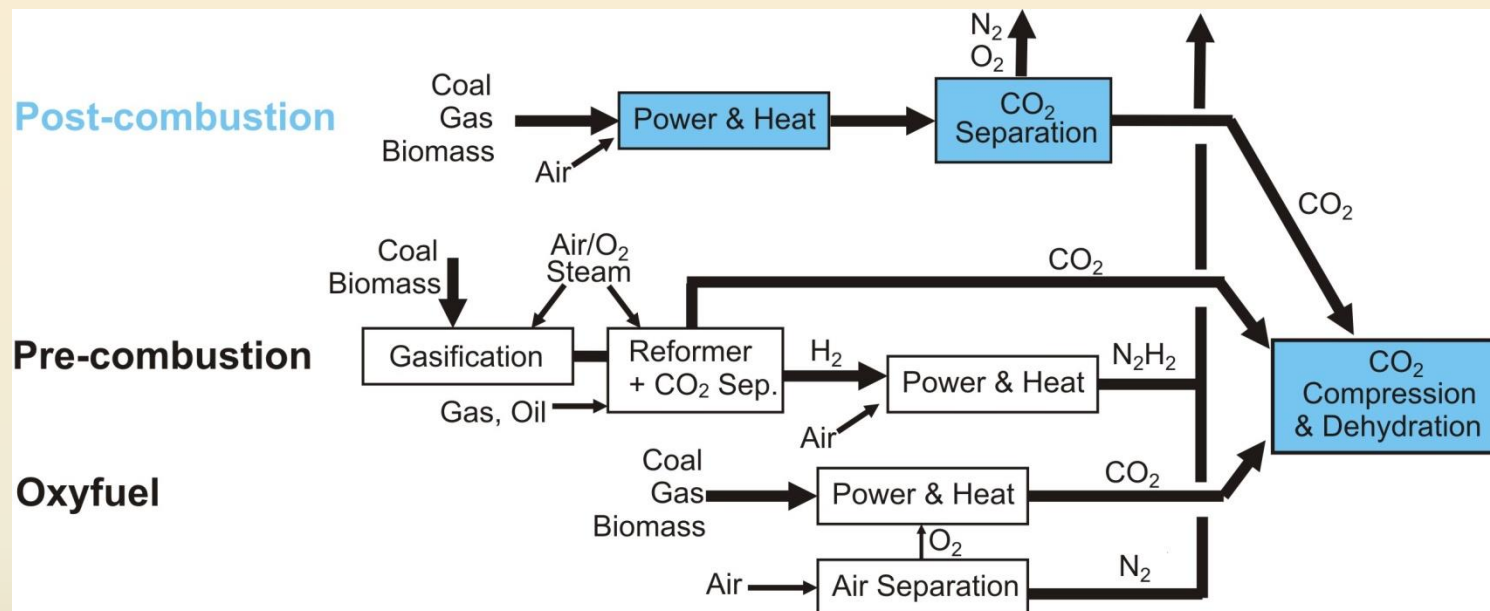 Post-combustion
Coal
Gas
Biomass
Air
Power & Heat
N₂
O₂
CO₂
Separation
CO₂
Pre-combustion
Coal
Biomass
Air/O₂
Steam
Gasification
Gas, Oil
Reformer
+ CO₂ Sep.
CO₂
H₂
Air
Power & Heat
N₂H₂
CO₂
Compression
& Dehydration
Oxyfuel
Coal
Gas
Biomass
Power & Heat
CO₂
O₂
Air
Air Separation
N₂